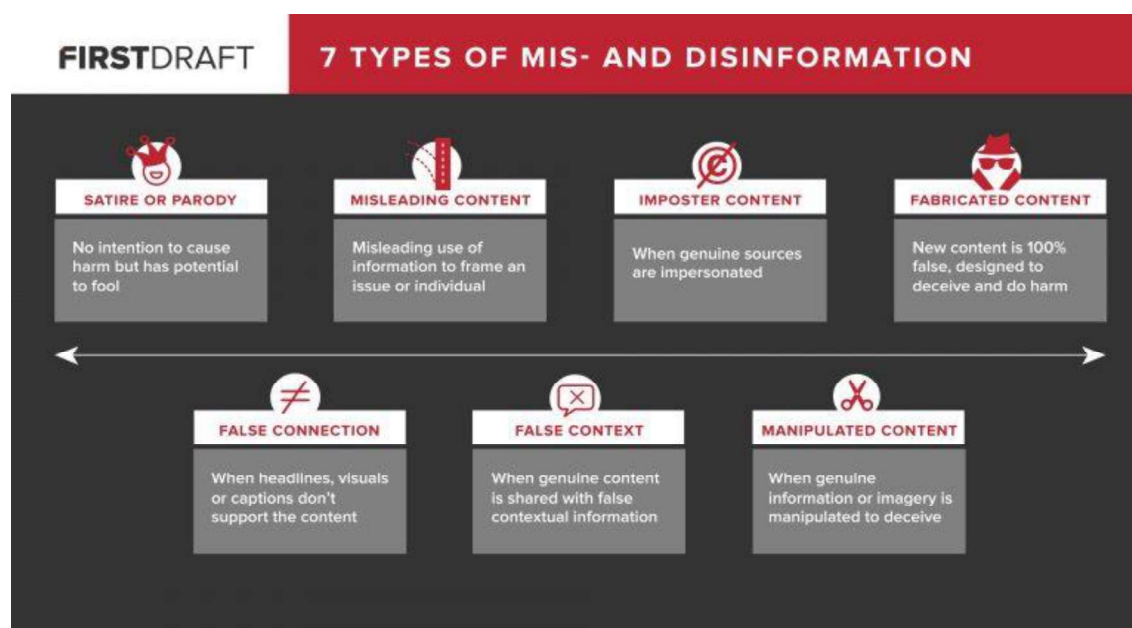 FIRSTDRAFT
7 TYPES OF MIS- AND DISINFORMATION
SATIRE OR PARODY
No intention to cause
harm but has potential
to fool
MISLEADING CONTENT
Misleading use of
information to frame an
issue or individual
IMPOSTER CONTENT
When genuine sources
are impersonated
FABRICATED CONTENT
New content is 100%
false, designed to
deceive and do harm
FALSE CONNECTION
When headlines, visuals
or captions don't
support the content
FALSE CONTEXT
When genuine content
is shared with false
contextual information
MANIPULATED CONTENT
When genuine
information or imagery is
manipulated to deceive